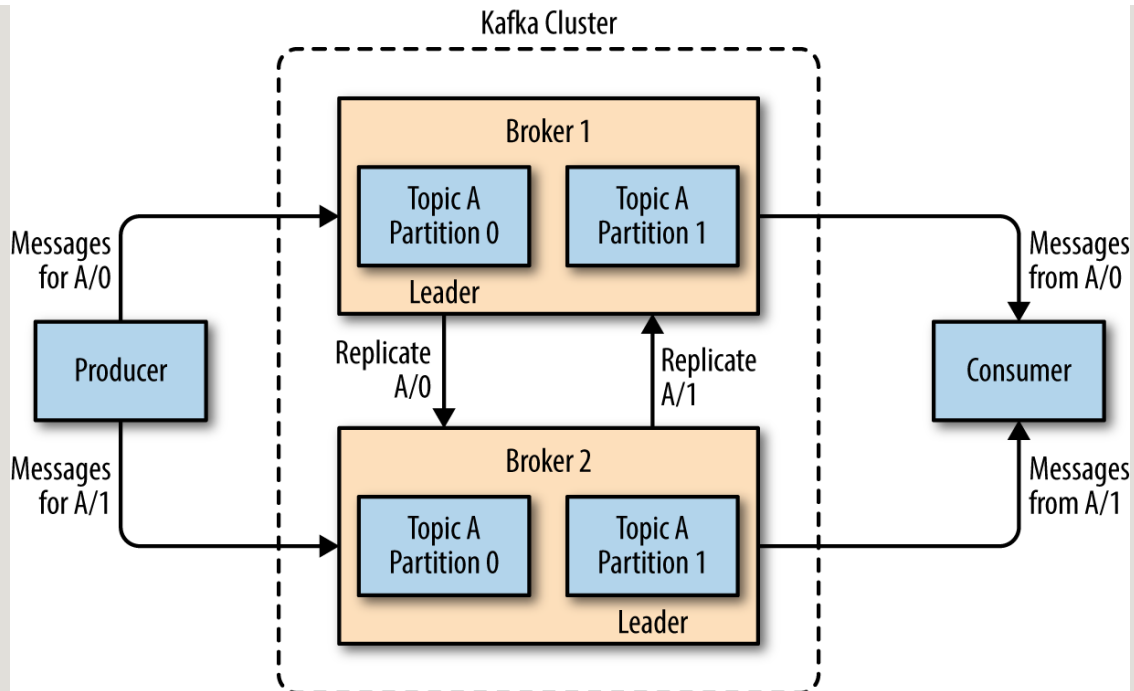 Kafka Cluster
Broker 1
Topic A
Partition 0
Topic A
Partition 1
Leader
Messages
for A/0
Messages
from A/0
Producer
Replicate
A/0
Replicate
A/1
Consumer
Messages
for A/1
Broker 2
Topic A
Partition 0
Topic A
Partition 1
Leader
Messages
from A/1